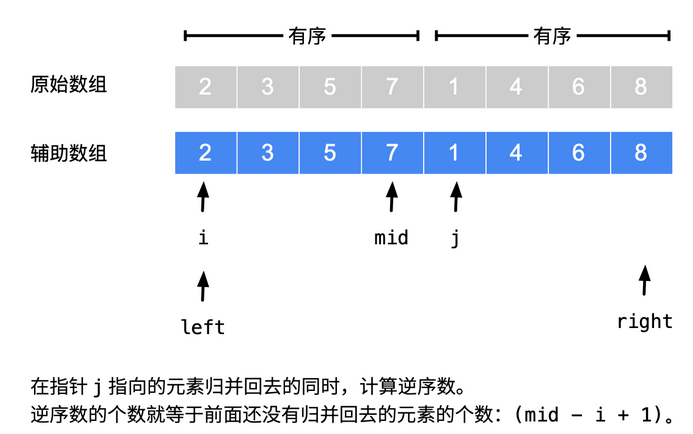 有序 有序
原始数组 2 3 5 7 1 4 6 8
辅助数组 2 3 5 7 1 4 6 8
i mid j
left right
在指针 j 指向的元素归并回去的同时，计算逆序数。
逆序数的个数就等于前面还没有归并回去的元素的个数：(mid - i + 1)。